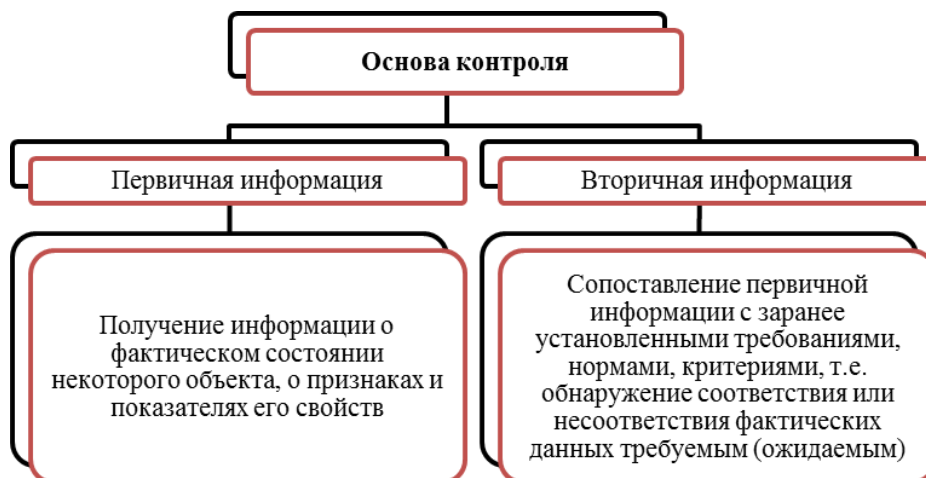 Основа контроля
Первичная информация
Вторичная информация
Получение информации о
фактическом состоянии
некоторого объекта, о признаках и
показателях его свойств
Сопоставление первичной
информации с заранее
установленными требованиями,
нормами, критериями, т.е.
обнаружение соответствия или
несоответствия фактических
данных требуемым (ожидаемым)